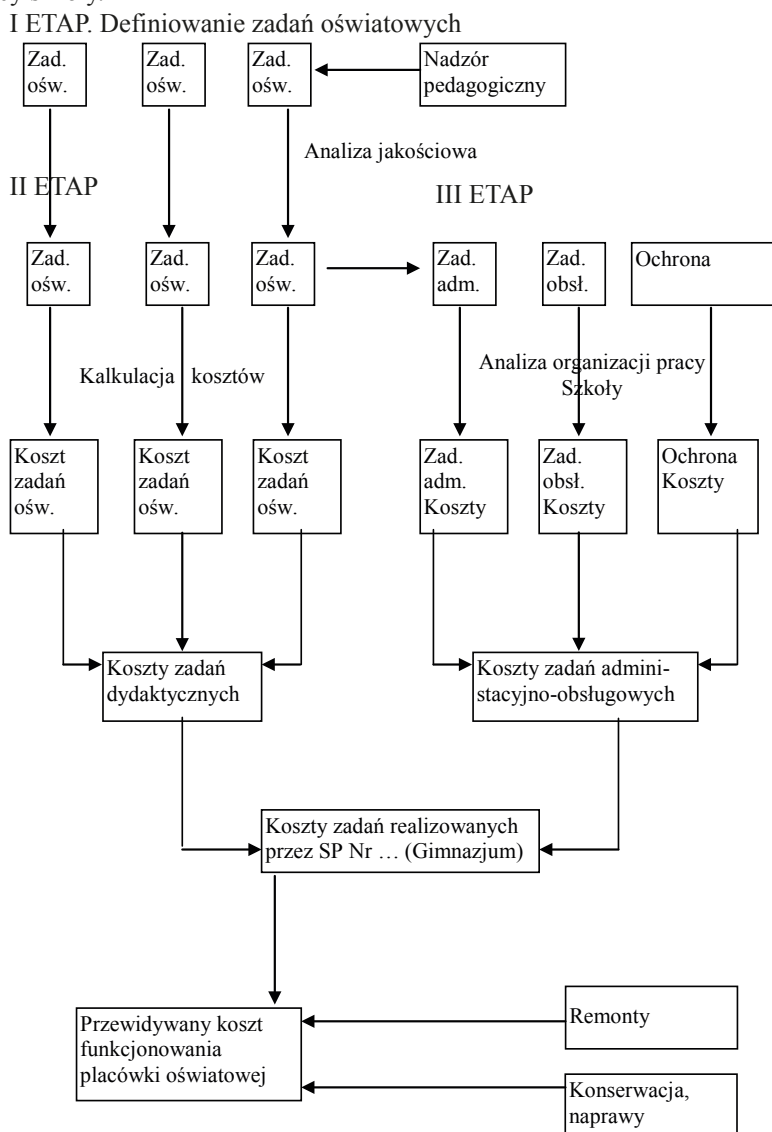 I ETAP. Definiowanie zadań oświatowych
Zad.
ośw.
Zad.
ośw.
Zad.
ośw.
Nadzór
pedagogiczny
Analiza jakościowa
II ETAP
III ETAP
Zad.
ośw.
Zad.
ośw.
Zad.
ośw.
Zad.
adm.
Zad.
obsł.
Ochrona
Kalkulacja kosztów
Analiza organizacji pracy
Szkoły
Koszt
zadań
ośw.
Koszt
zadań
ośw.
Koszt
zadań
ośw.
Zad.
adm.
Koszty
Zad.
obsł.
Koszty
Ochrona
Koszty
Koszty zadań
dydaktycznych
Koszty zadań admini-
stacyjno-obsługowych
Koszty zadań realizowanych
przez SP Nr … (Gimnazjum)
Przewidywany koszt
funkcjonowania
placówki oświatowej
Remonty
Konserwacja,
naprawy